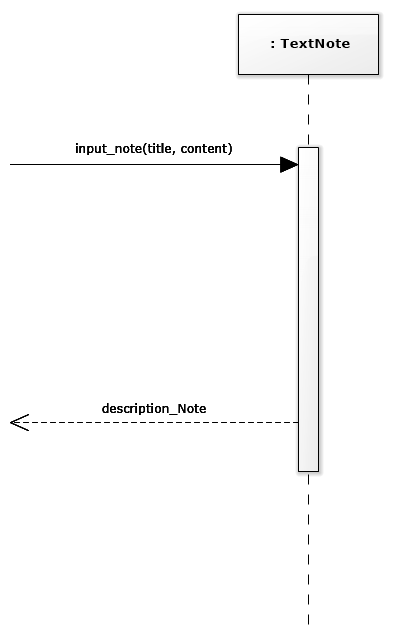 : TextNote
input_note(title, content)
description_Note